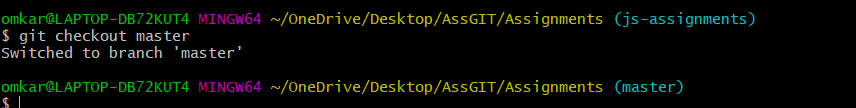 omkar@LAPTOP-DB72KUT4 MINGW64 ~/OneDrive/Desktop/AssGIT/Assignments (js-assignments)
$ git checkout master
Switched to branch 'master'
omkar@LAPTOP-DB72KUT4 MINGW64 ~/OneDrive/Desktop/AssGIT/Assignments (master)
$